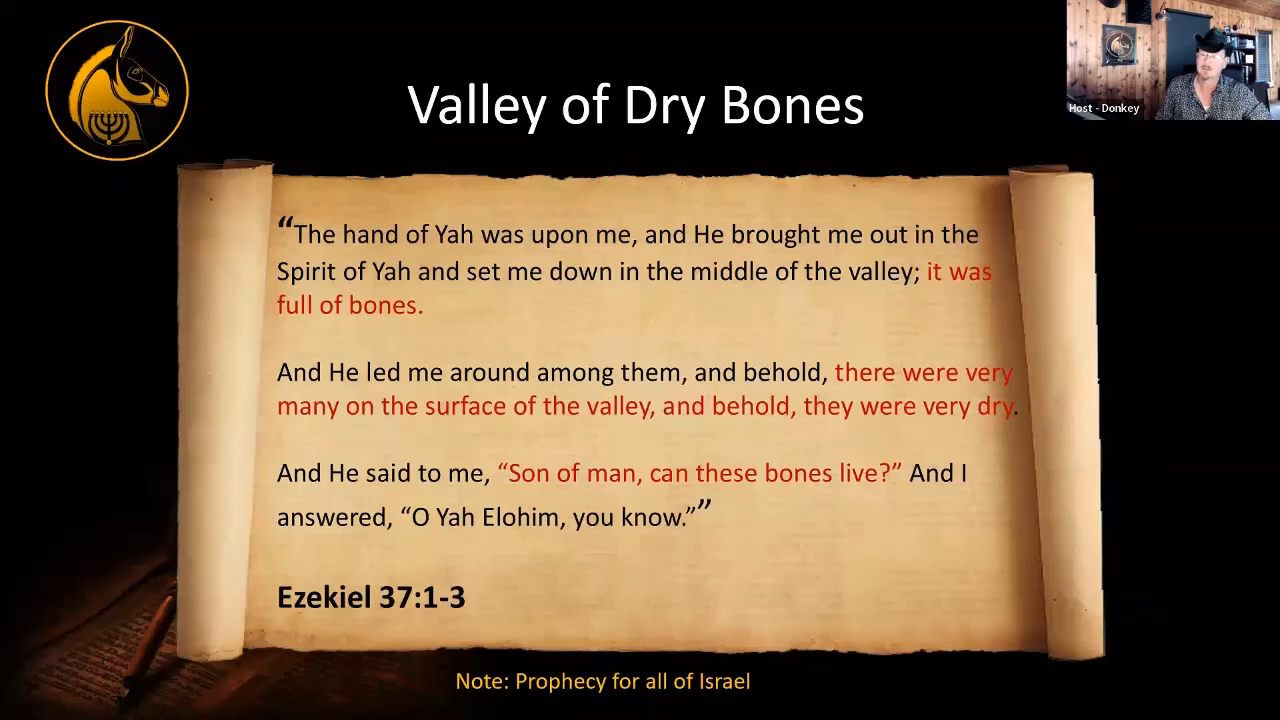 Valley of Dry Bones
Host - Donkey
“The hand of Yah was upon me, and He brought me out in the
Spirit of Yah and set me down in the middle of the valley; it was
full of bones.
And He led me around among them, and behold, there were very
many on the surface of the valley, and behold, they were very dry.
And He said to me, “Son of man, can these bones live?” And I
answered, “O Yah Elohim, you know.””
Ezekiel 37:1-3
Note: Prophecy for all of Israel